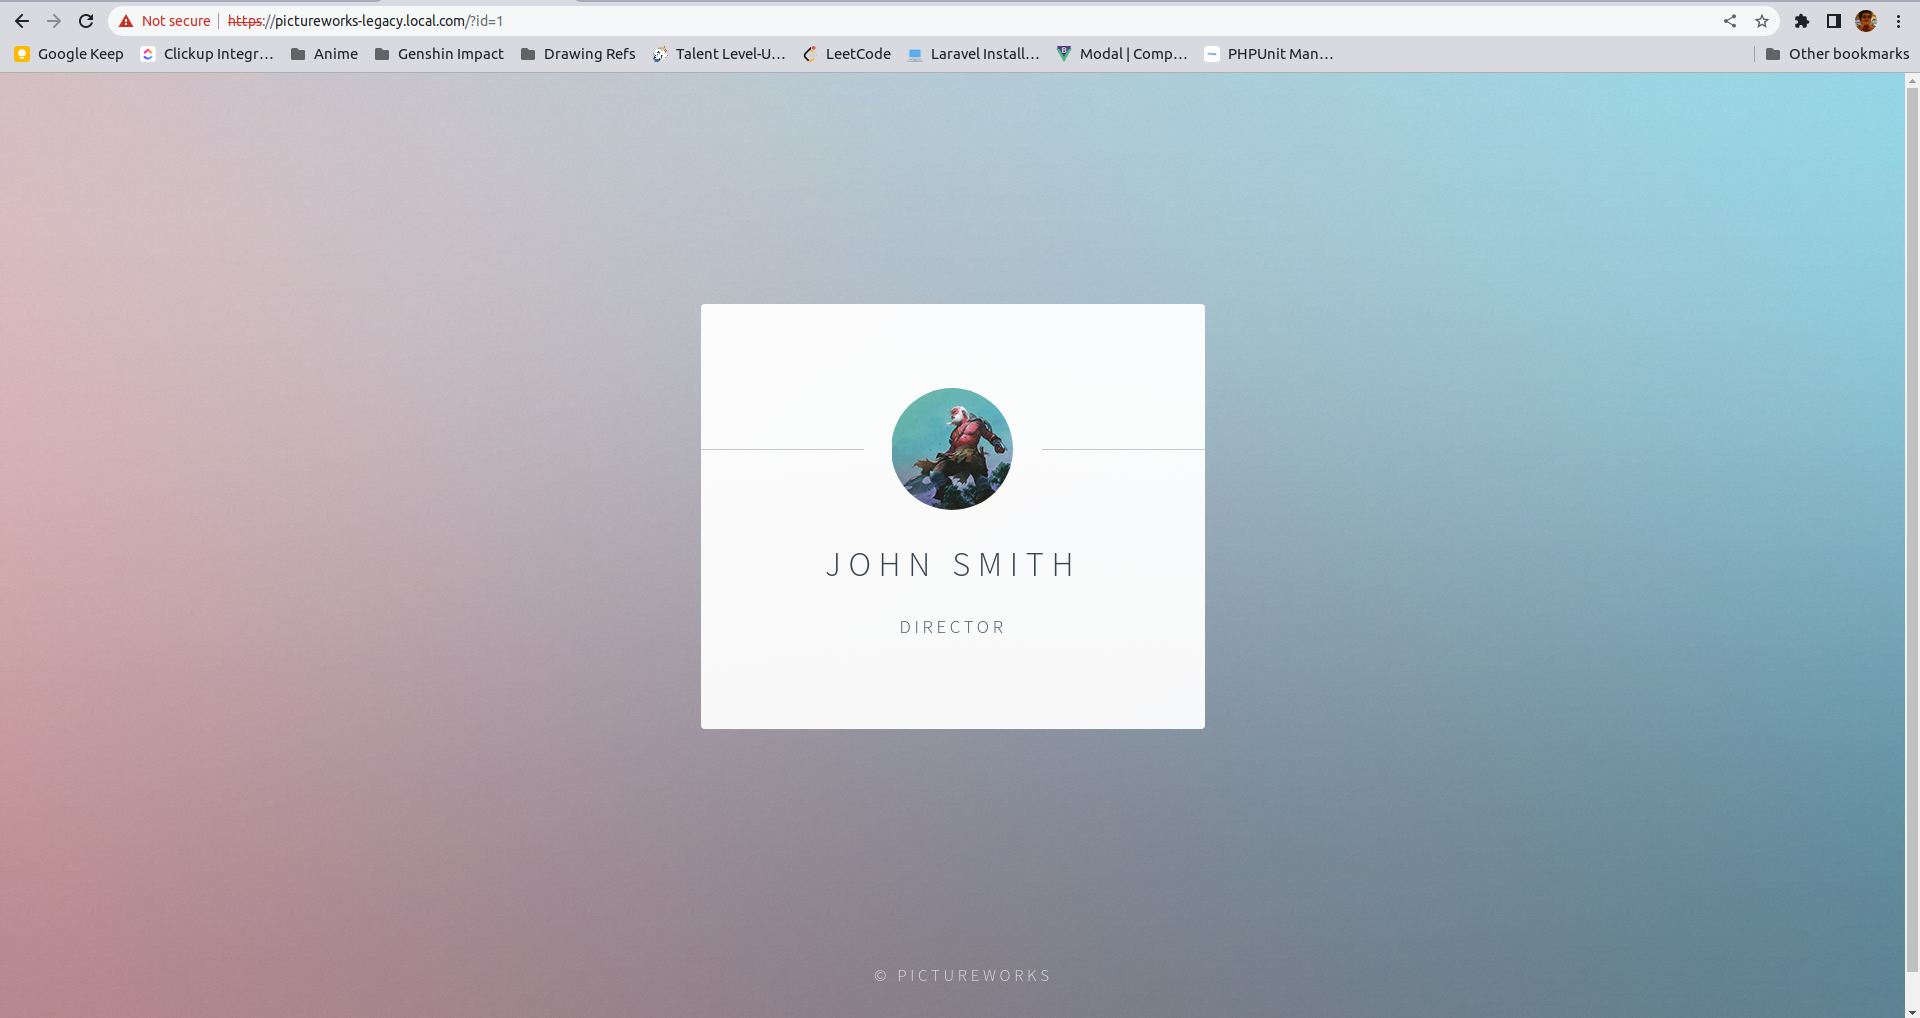 Not secure https://pictureworks-legacy.local.com/?id=1
Google Keep Clickup Integr... Anime Genshin Impact Drawing Refs Talent Level-U... LeetCode Laravel Install... Modal | Comp... PHPUnit Man... Other bookmarks
JOHN SMITH
DIRECTOR
© PICTUREWORKS